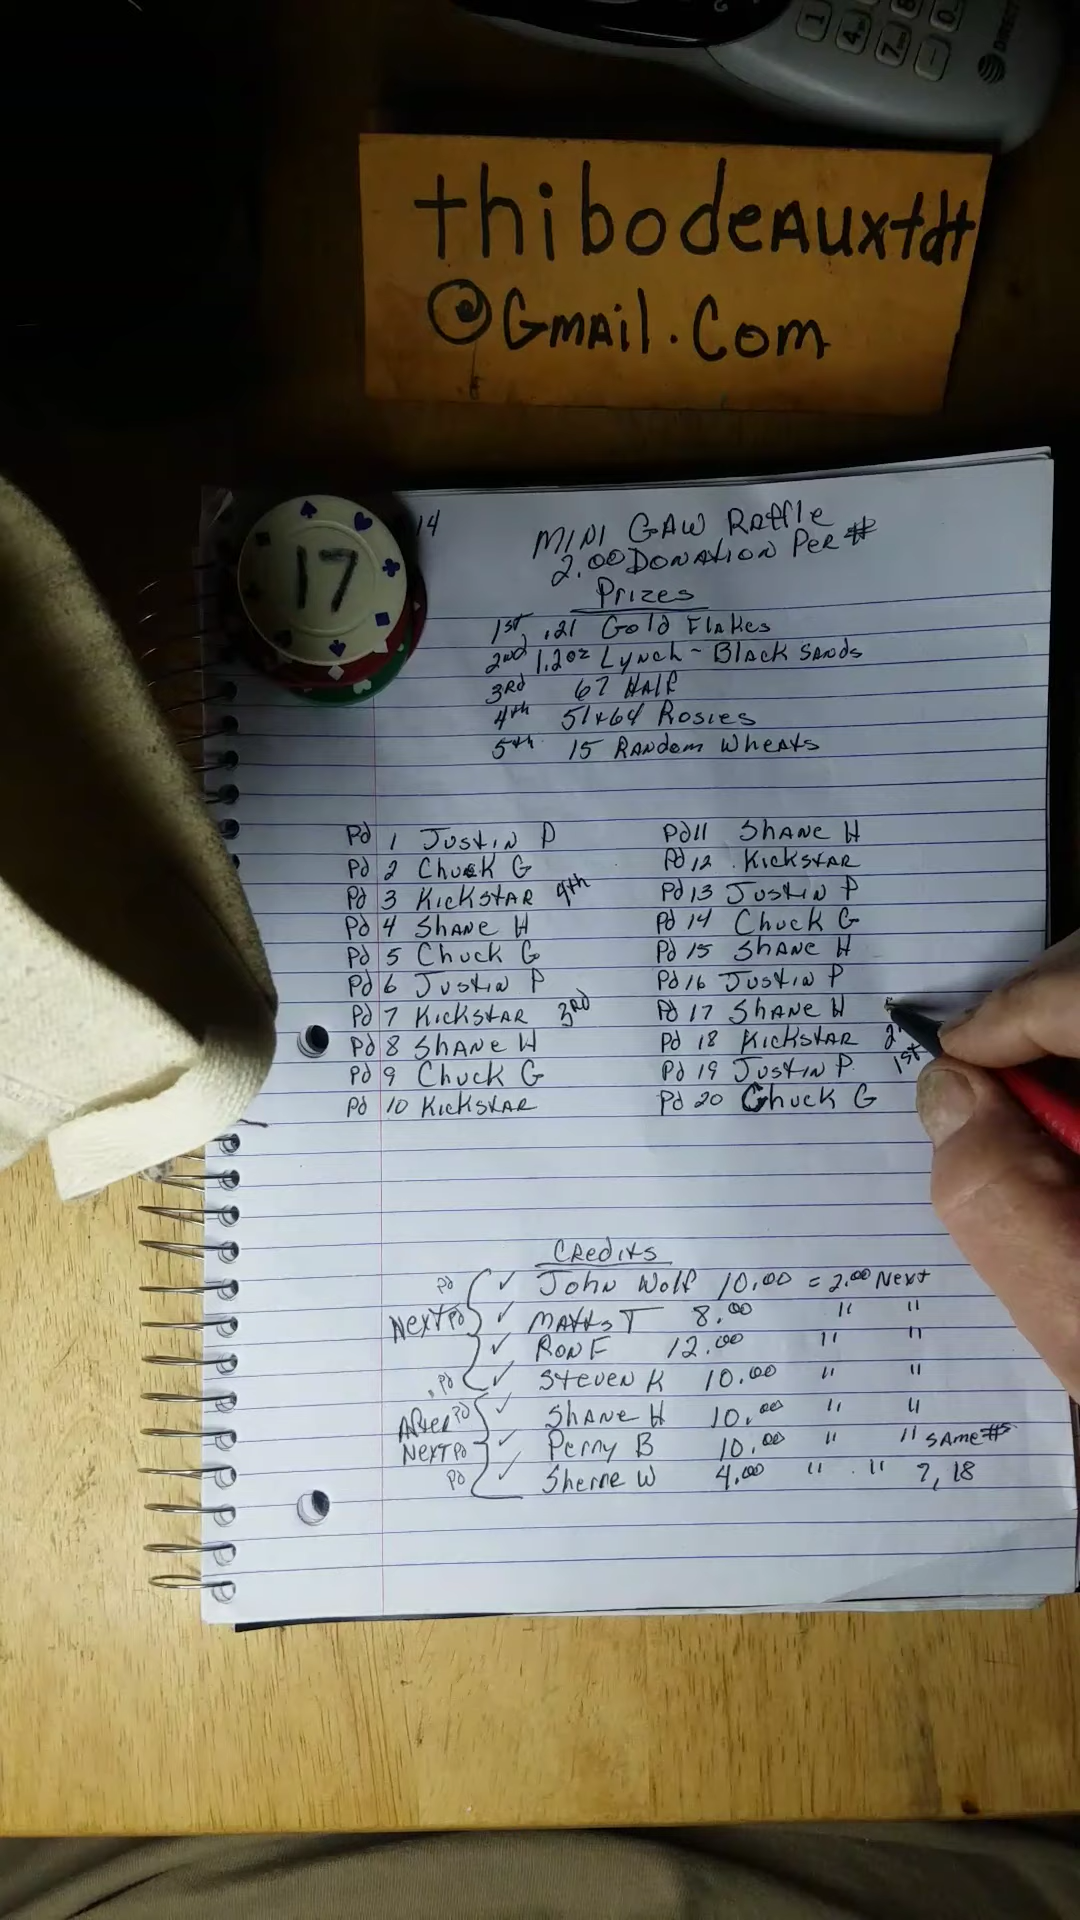 1
4
7
0
DIRECT
thibodeauxtdt
@Gmail.com
17
14
Mini GAW Raffle
2.00 Donation Per #
Prizes
1st .21 Gold Flakes
2nd 1.2oz Lynch - Black Sands
3rd 67 Half
4th 51+64 Rosies
5th 15 Random Wheats
Pd 1 Justin P
Pd 2 Chuck G
Pd 3 Kickstar 4th
Pd 4 Shane H
Pd 5 Chuck G
Pd 6 Justin P
Pd 7 Kickstar 3rd
Pd 8 Shane H
Pd 9 Chuck G
Pd 10 Kickstar
Pd 11 Shane H
Pd 12 Kickstar
Pd 13 Justin P
Pd 14 Chuck G
Pd 15 Shane H
Pd 16 Justin P
Pd 17 Shane H
Pd 18 Kickstar
Pd 19 Justin P. 1st
Pd 20 Chuck G
Credits
Pd ✓ John Wolf 10.00 = 2.00 Next
Next Pd ✓ Matts T 8.00 " "
✓ Ron F 12.00 " "
Pd ✓ Steven K 10.00 " "
After Pd ✓ Shane H 10.00 " "
Next Pd ✓ Perry B 10.00 " " Same #s
Pd ✓ Sherrie W 4.00 " " 7, 18